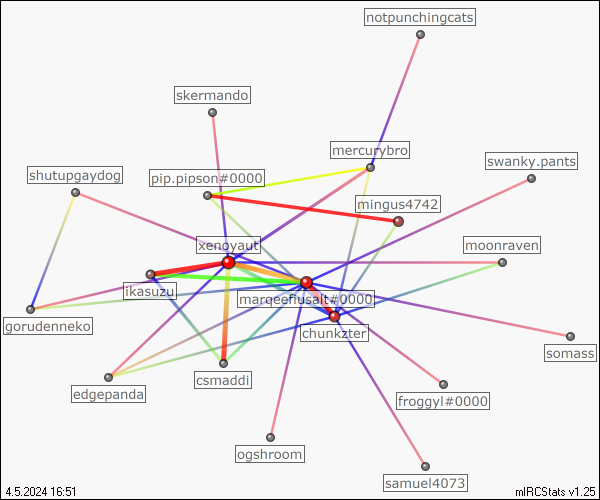 notpunchingcats
skermando
mercurybro
swanky.pants
shutupgaydog
pip.pipson#0000
mingus4742
xenoyaut
moonraven
ikasuzu
marqeeflusalt#0000
gorudenneko
chunkzter
somass
csmaddi
edgepanda
froggyl#0000
ogshroom
samuel4073
4.5.2024 16:51
mIRCStats v1.25